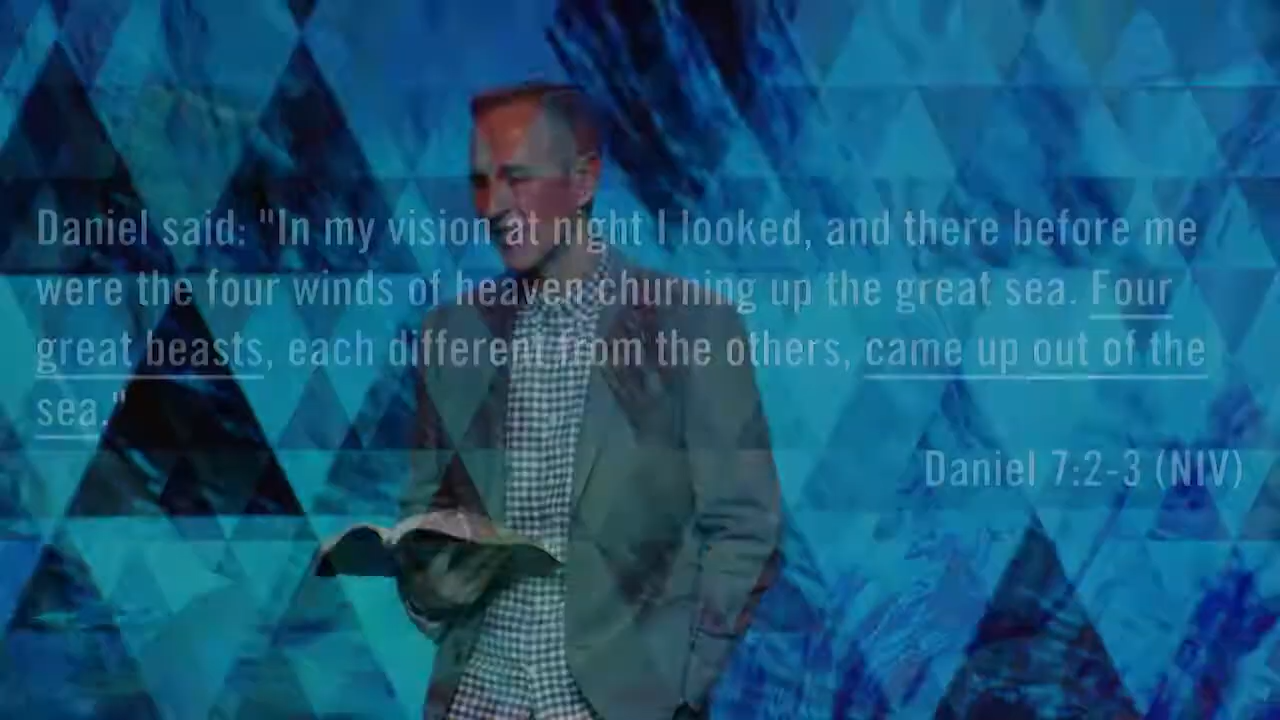 Daniel said: "In my vision at night I looked, and there before me
were the four winds of heaven churning up the great sea. Four
great beasts, each different from the others, came up out of the
sea."
Daniel 7:2-3 (NIV)